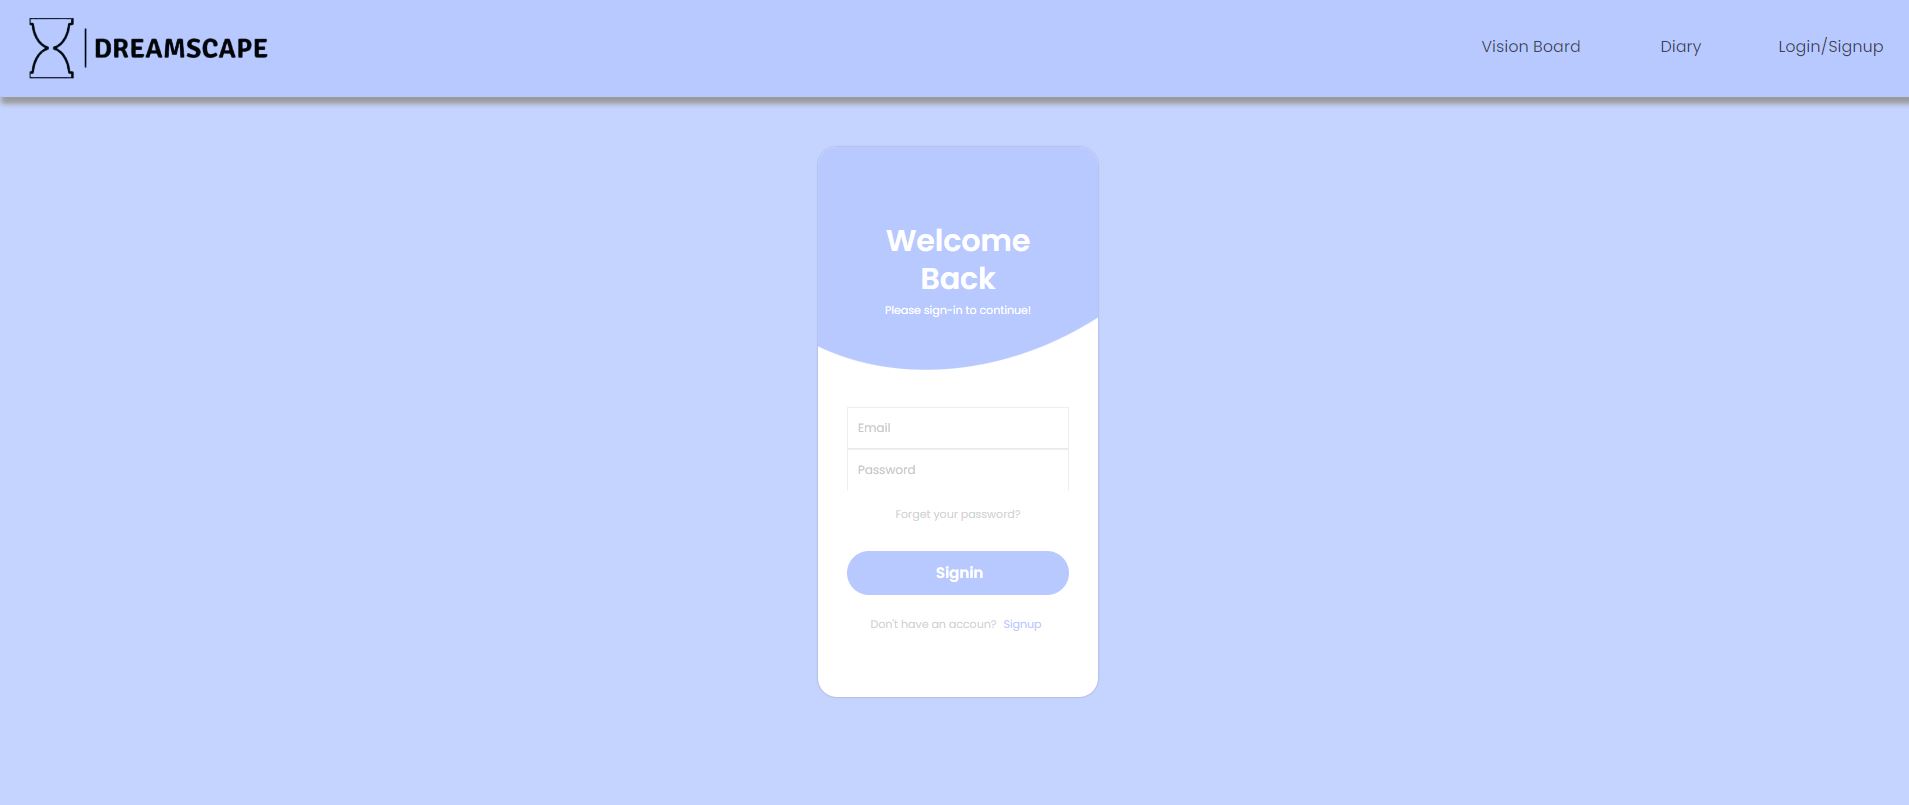 DREAMSCAPE
Vision Board
Diary
Login/Signup
Welcome
Back
Please sign-in to continue!
Email
Password
Forget your password?
Signin
Don't have an accoun? Signup